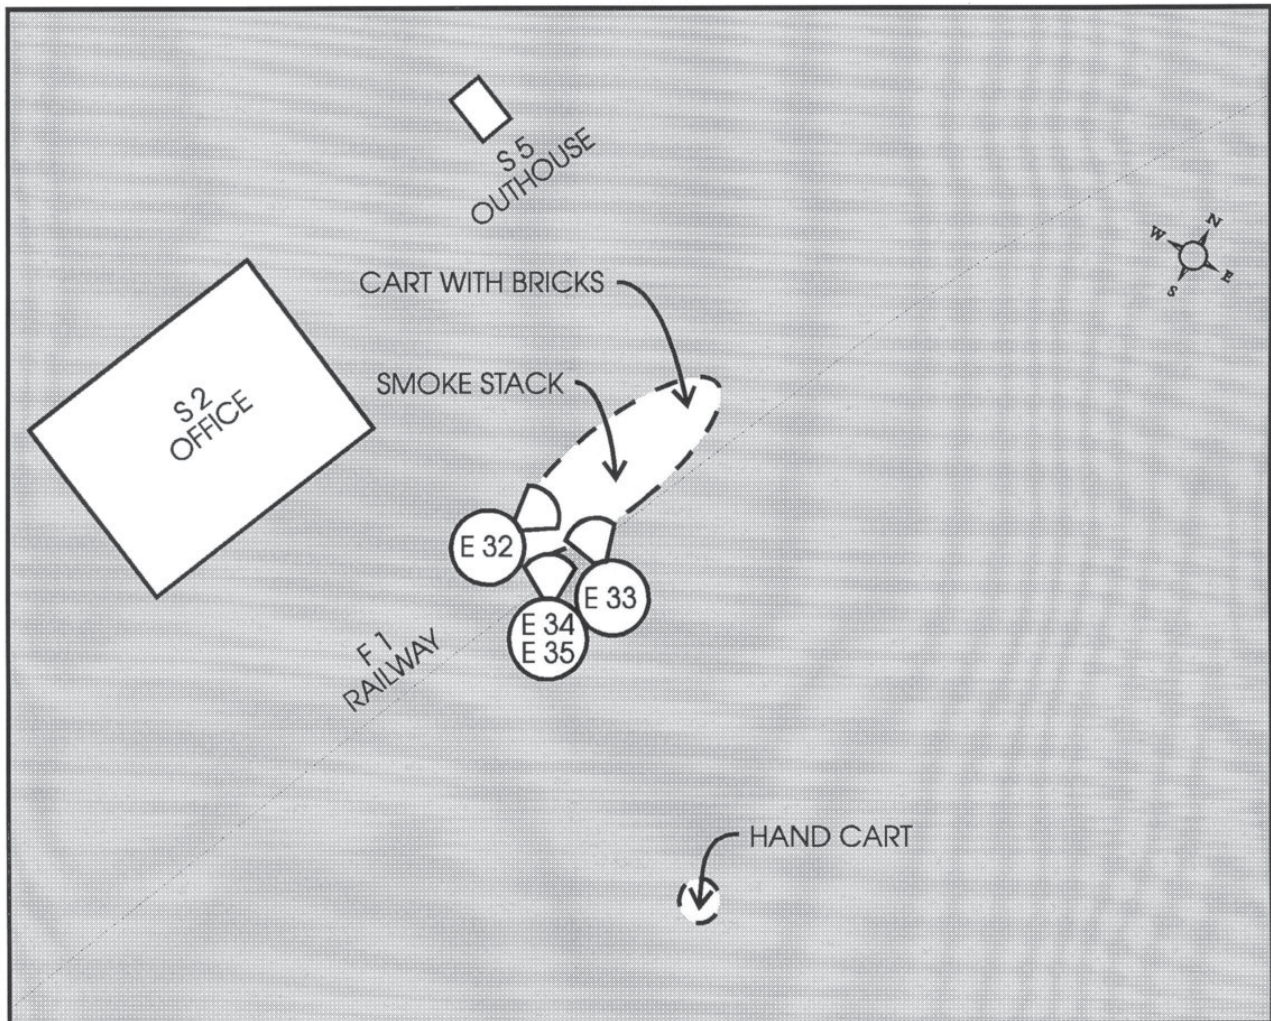 S 5
OUTHOUSE
N
W
E
S
CART WITH BRICKS
SMOKE STACK
S 2
OFFICE
E 32
E 33
E 34
E 35
F 1
RAILWAY
HAND CART